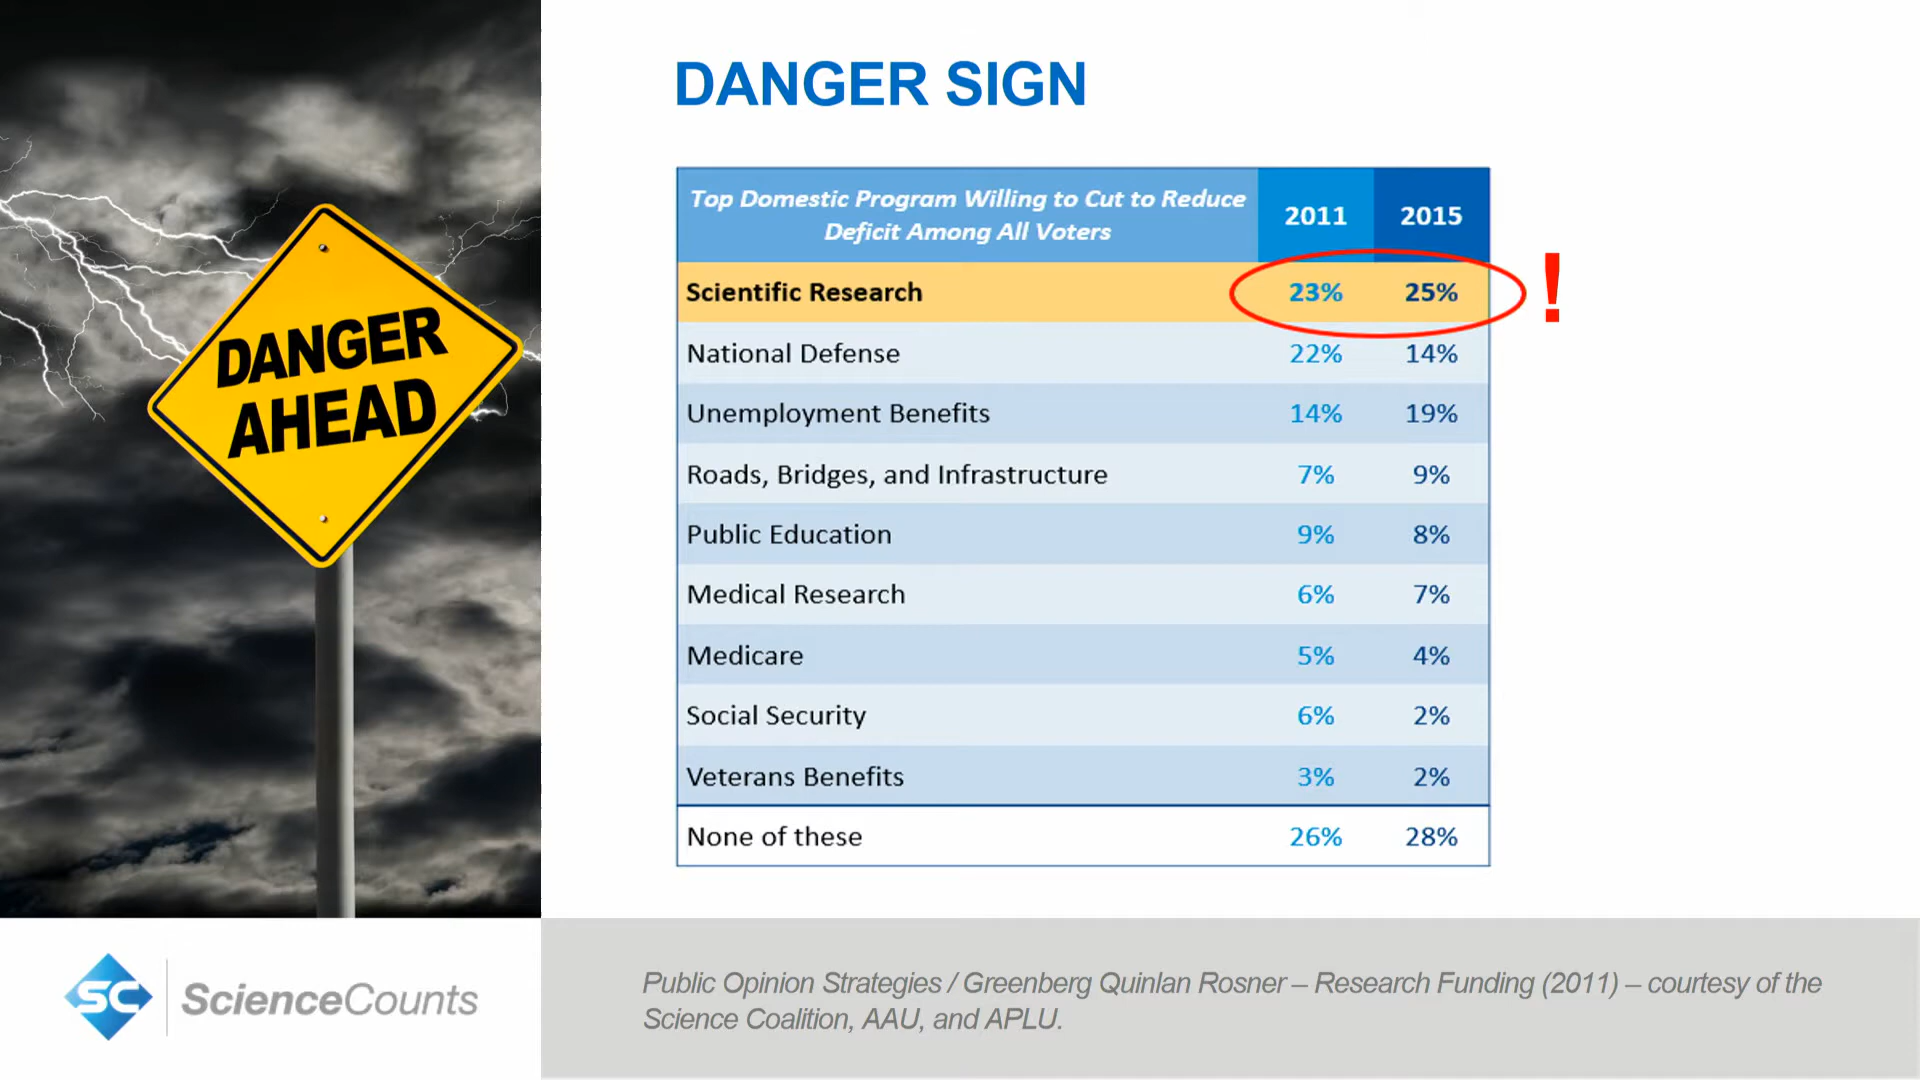 DANGER SIGN
DANGER
AHEAD
Top Domestic Program Willing to Cut to Reduce
Deficit Among All Voters
2011 2015
Scientific Research 23% 25% !
National Defense 22% 14%
Unemployment Benefits 14% 19%
Roads, Bridges, and Infrastructure 7% 9%
Public Education 9% 8%
Medical Research 6% 7%
Medicare 5% 4%
Social Security 6% 2%
Veterans Benefits 3% 2%
None of these 26% 28%
SC ScienceCounts
Public Opinion Strategies / Greenberg Quinlan Rosner – Research Funding (2011) – courtesy of the
Science Coalition, AAU, and APLU.